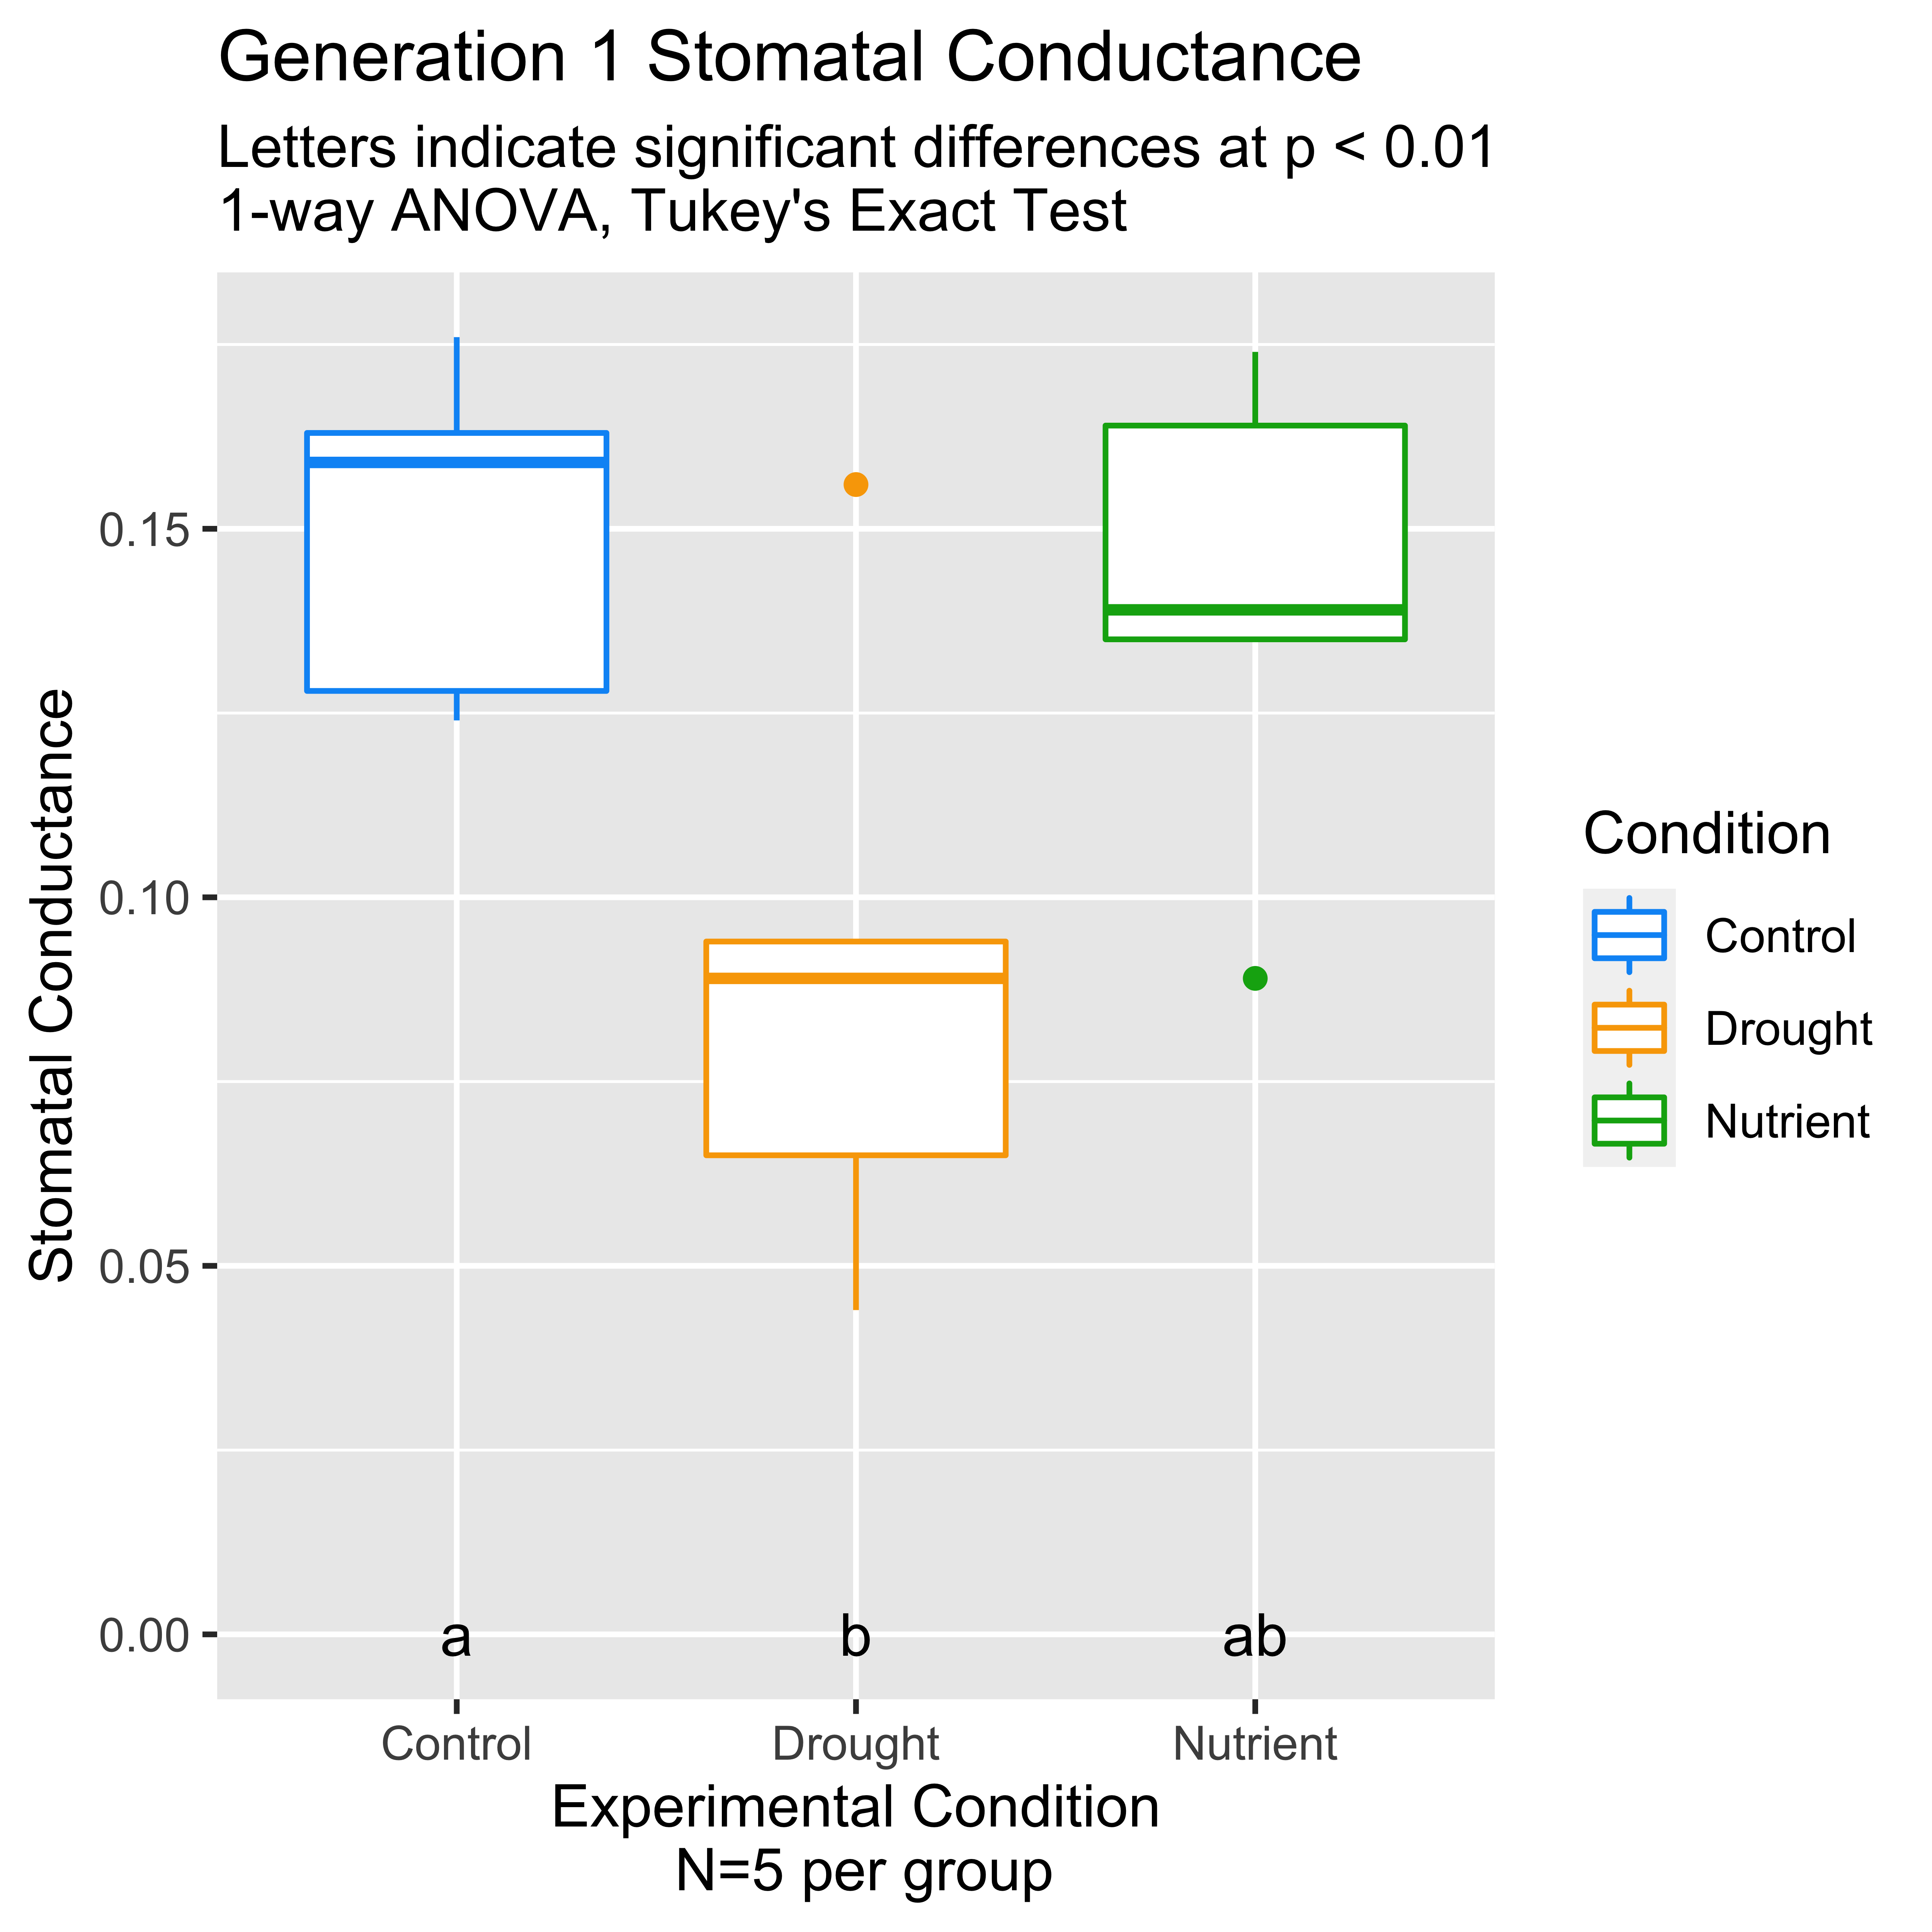 Generation 1 Stomatal Conductance
Letters indicate significant differences at p < 0.01
1-way ANOVA, Tukey's Exact Test
Stomatal Conductance
0.15
0.10
0.05
0.00
a b ab
Control Drought Nutrient
Experimental Condition
N=5 per group
Condition
Control
Drought
Nutrient